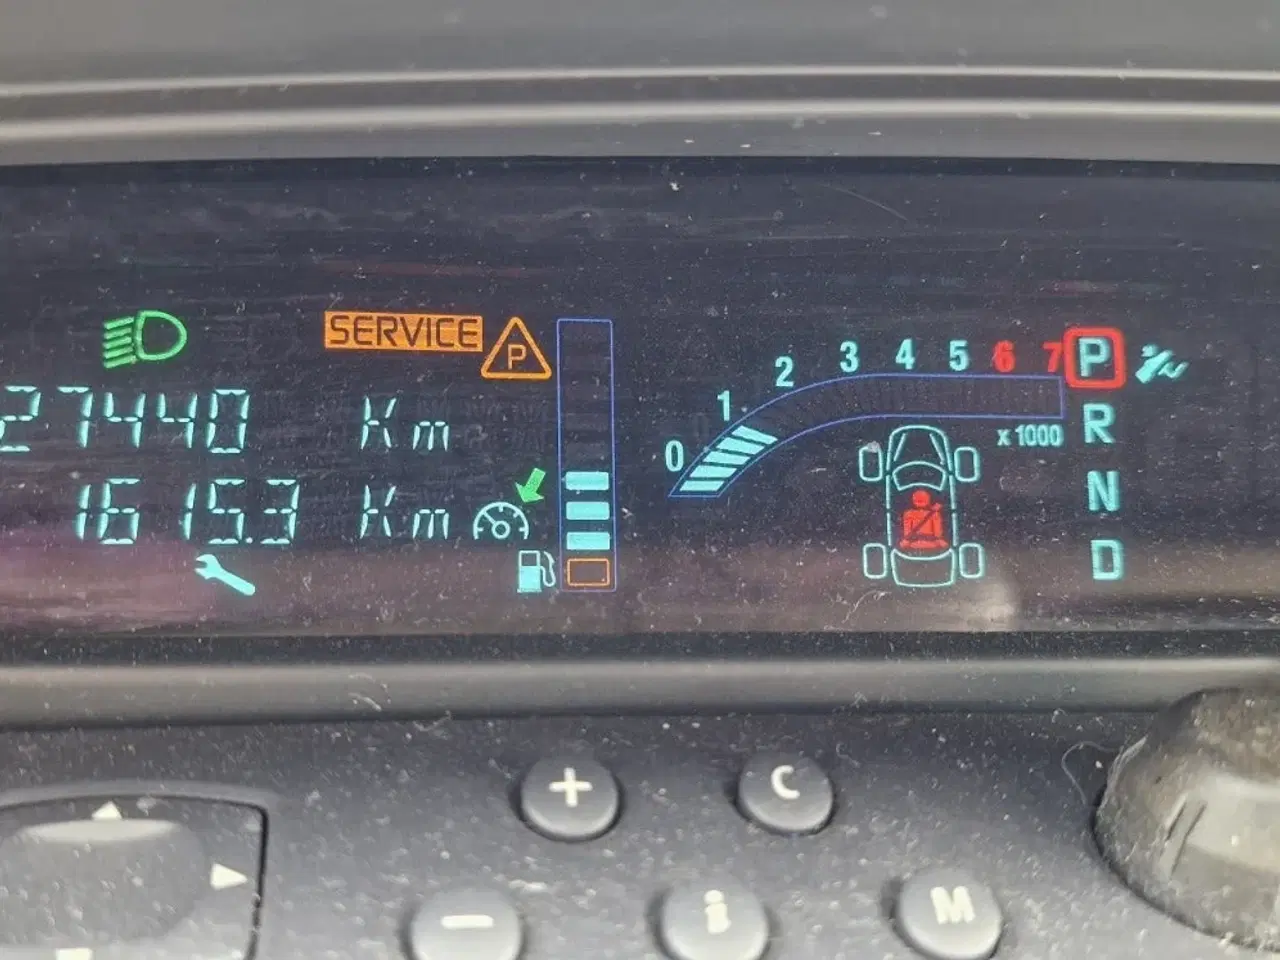 SERVICE
P
27440 Km
1615.3 Km
0 1 2 3 4 5 6 7
x 1000
P
R
N
D
+
C
-
i
M